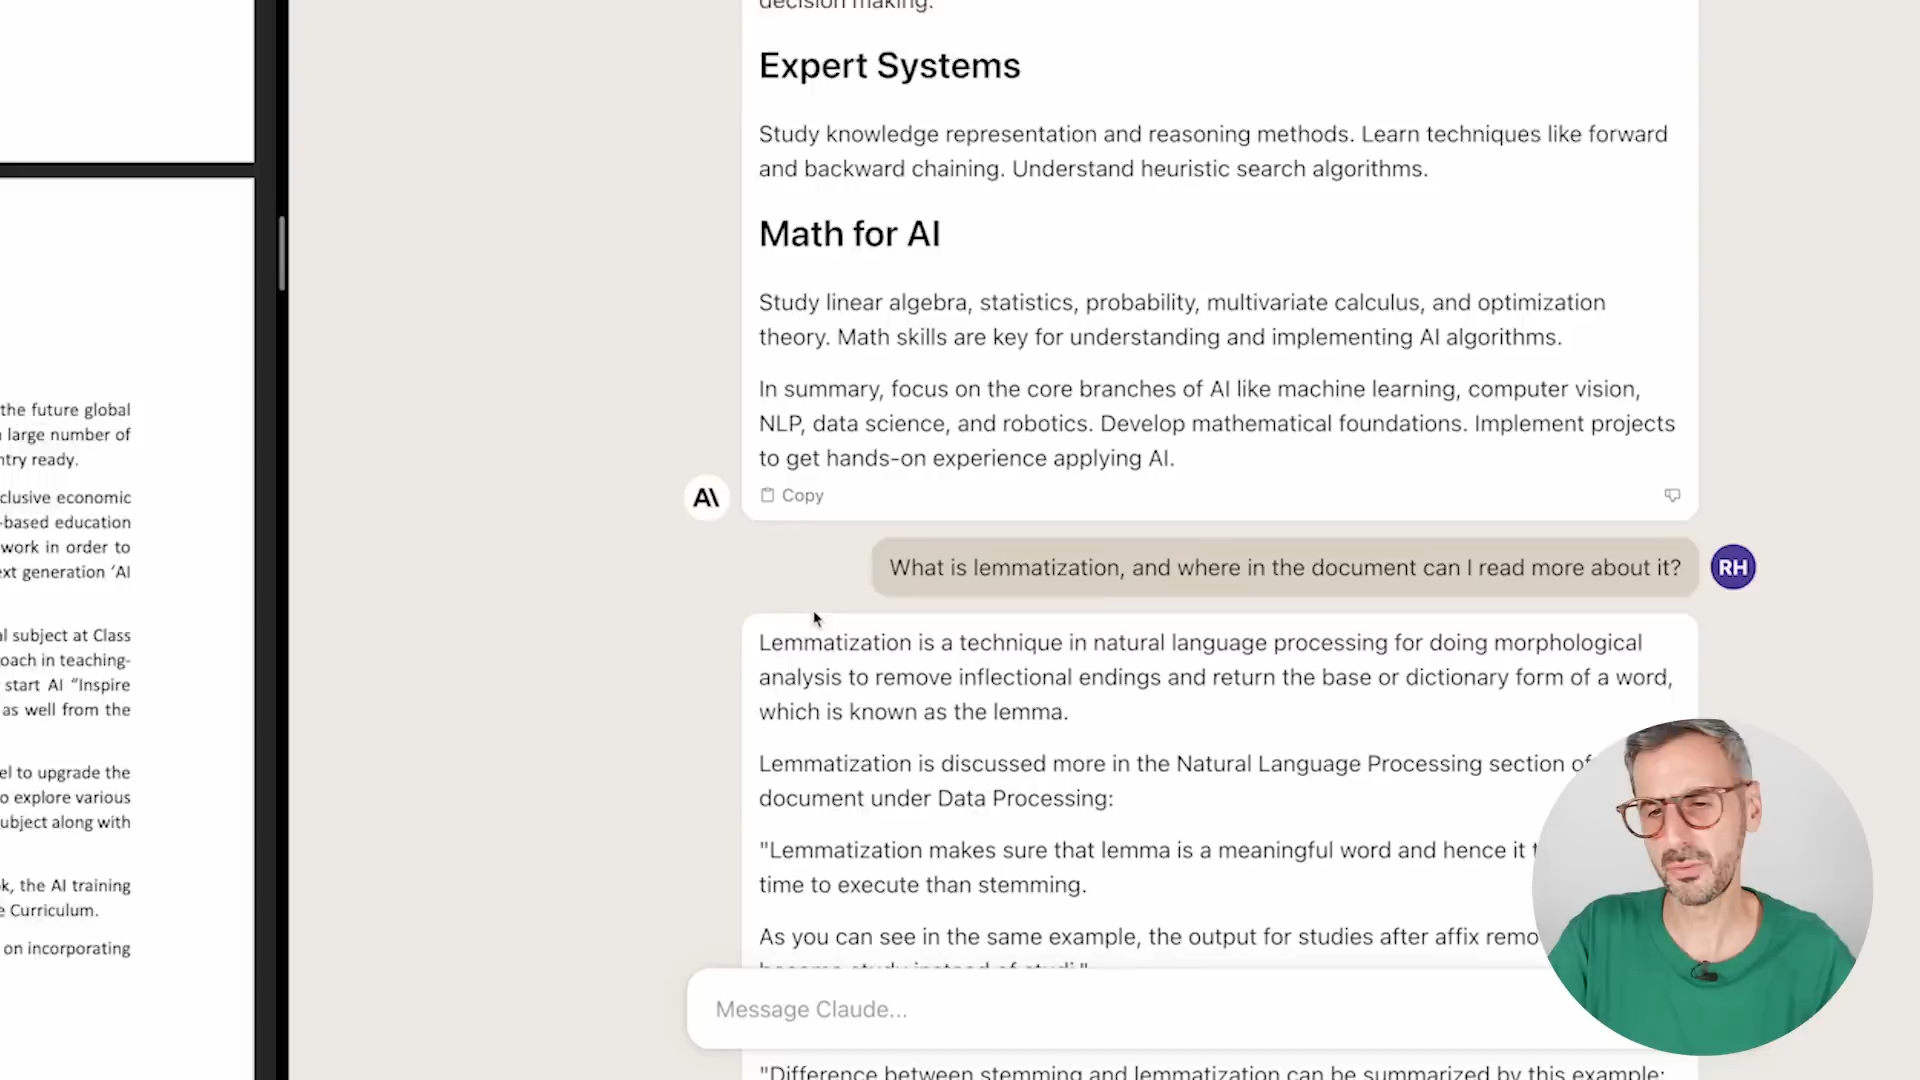 the future global
large number of
ntry ready.
clusive economic
-based education
work in order to
ext generation ‘AI
al subject at Class
oach in teaching-
start AI “Inspire
as well from the
el to upgrade the
o explore various
ubject along with
k, the AI training
e Curriculum.
on incorporating
decision making.
Expert Systems
Study knowledge representation and reasoning methods. Learn techniques like forward
and backward chaining. Understand heuristic search algorithms.
Math for AI
Study linear algebra, statistics, probability, multivariate calculus, and optimization
theory. Math skills are key for understanding and implementing AI algorithms.
In summary, focus on the core branches of AI like machine learning, computer vision,
NLP, data science, and robotics. Develop mathematical foundations. Implement projects
to get hands-on experience applying AI.
A\
Copy
What is lemmatization, and where in the document can I read more about it?
RH
Lemmatization is a technique in natural language processing for doing morphological
analysis to remove inflectional endings and return the base or dictionary form of a word,
which is known as the lemma.
Lemmatization is discussed more in the Natural Language Processing section of
document under Data Processing:
"Lemmatization makes sure that lemma is a meaningful word and hence it t
time to execute than stemming.
As you can see in the same example, the output for studies after affix remo
become study instead of studi."
Message Claude...
"Difference between stemming and lemmatization can be summarized by this example: